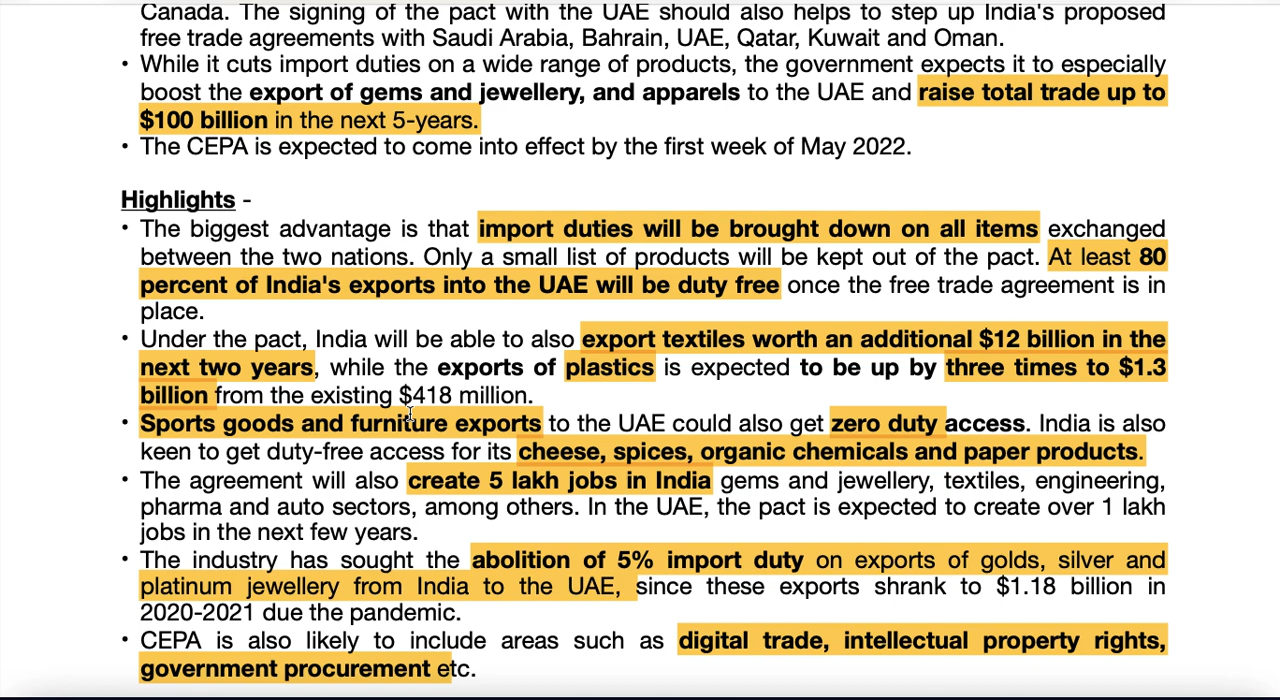 Canada. The signing of the pact with the UAE should also helps to step up India's proposed
free trade agreements with Saudi Arabia, Bahrain, UAE, Qatar, Kuwait and Oman.
• While it cuts import duties on a wide range of products, the government expects it to especially
boost the export of gems and jewellery, and apparels to the UAE and raise total trade up to
$100 billion in the next 5-years.
• The CEPA is expected to come into effect by the first week of May 2022.
Highlights -
• The biggest advantage is that import duties will be brought down on all items exchanged
between the two nations. Only a small list of products will be kept out of the pact. At least 80
percent of India's exports into the UAE will be duty free once the free trade agreement is in
place.
• Under the pact, India will be able to also export textiles worth an additional $12 billion in the
next two years, while the exports of plastics is expected to be up by three times to $1.3
billion from the existing $418 million.
• Sports goods and furniture exports to the UAE could also get zero duty access. India is also
keen to get duty-free access for its cheese, spices, organic chemicals and paper products.
• The agreement will also create 5 lakh jobs in India gems and jewellery, textiles, engineering,
pharma and auto sectors, among others. In the UAE, the pact is expected to create over 1 lakh
jobs in the next few years.
• The industry has sought the abolition of 5% import duty on exports of golds, silver and
platinum jewellery from India to the UAE, since these exports shrank to $1.18 billion in
2020-2021 due the pandemic.
• CEPA is also likely to include areas such as digital trade, intellectual property rights,
government procurement etc.